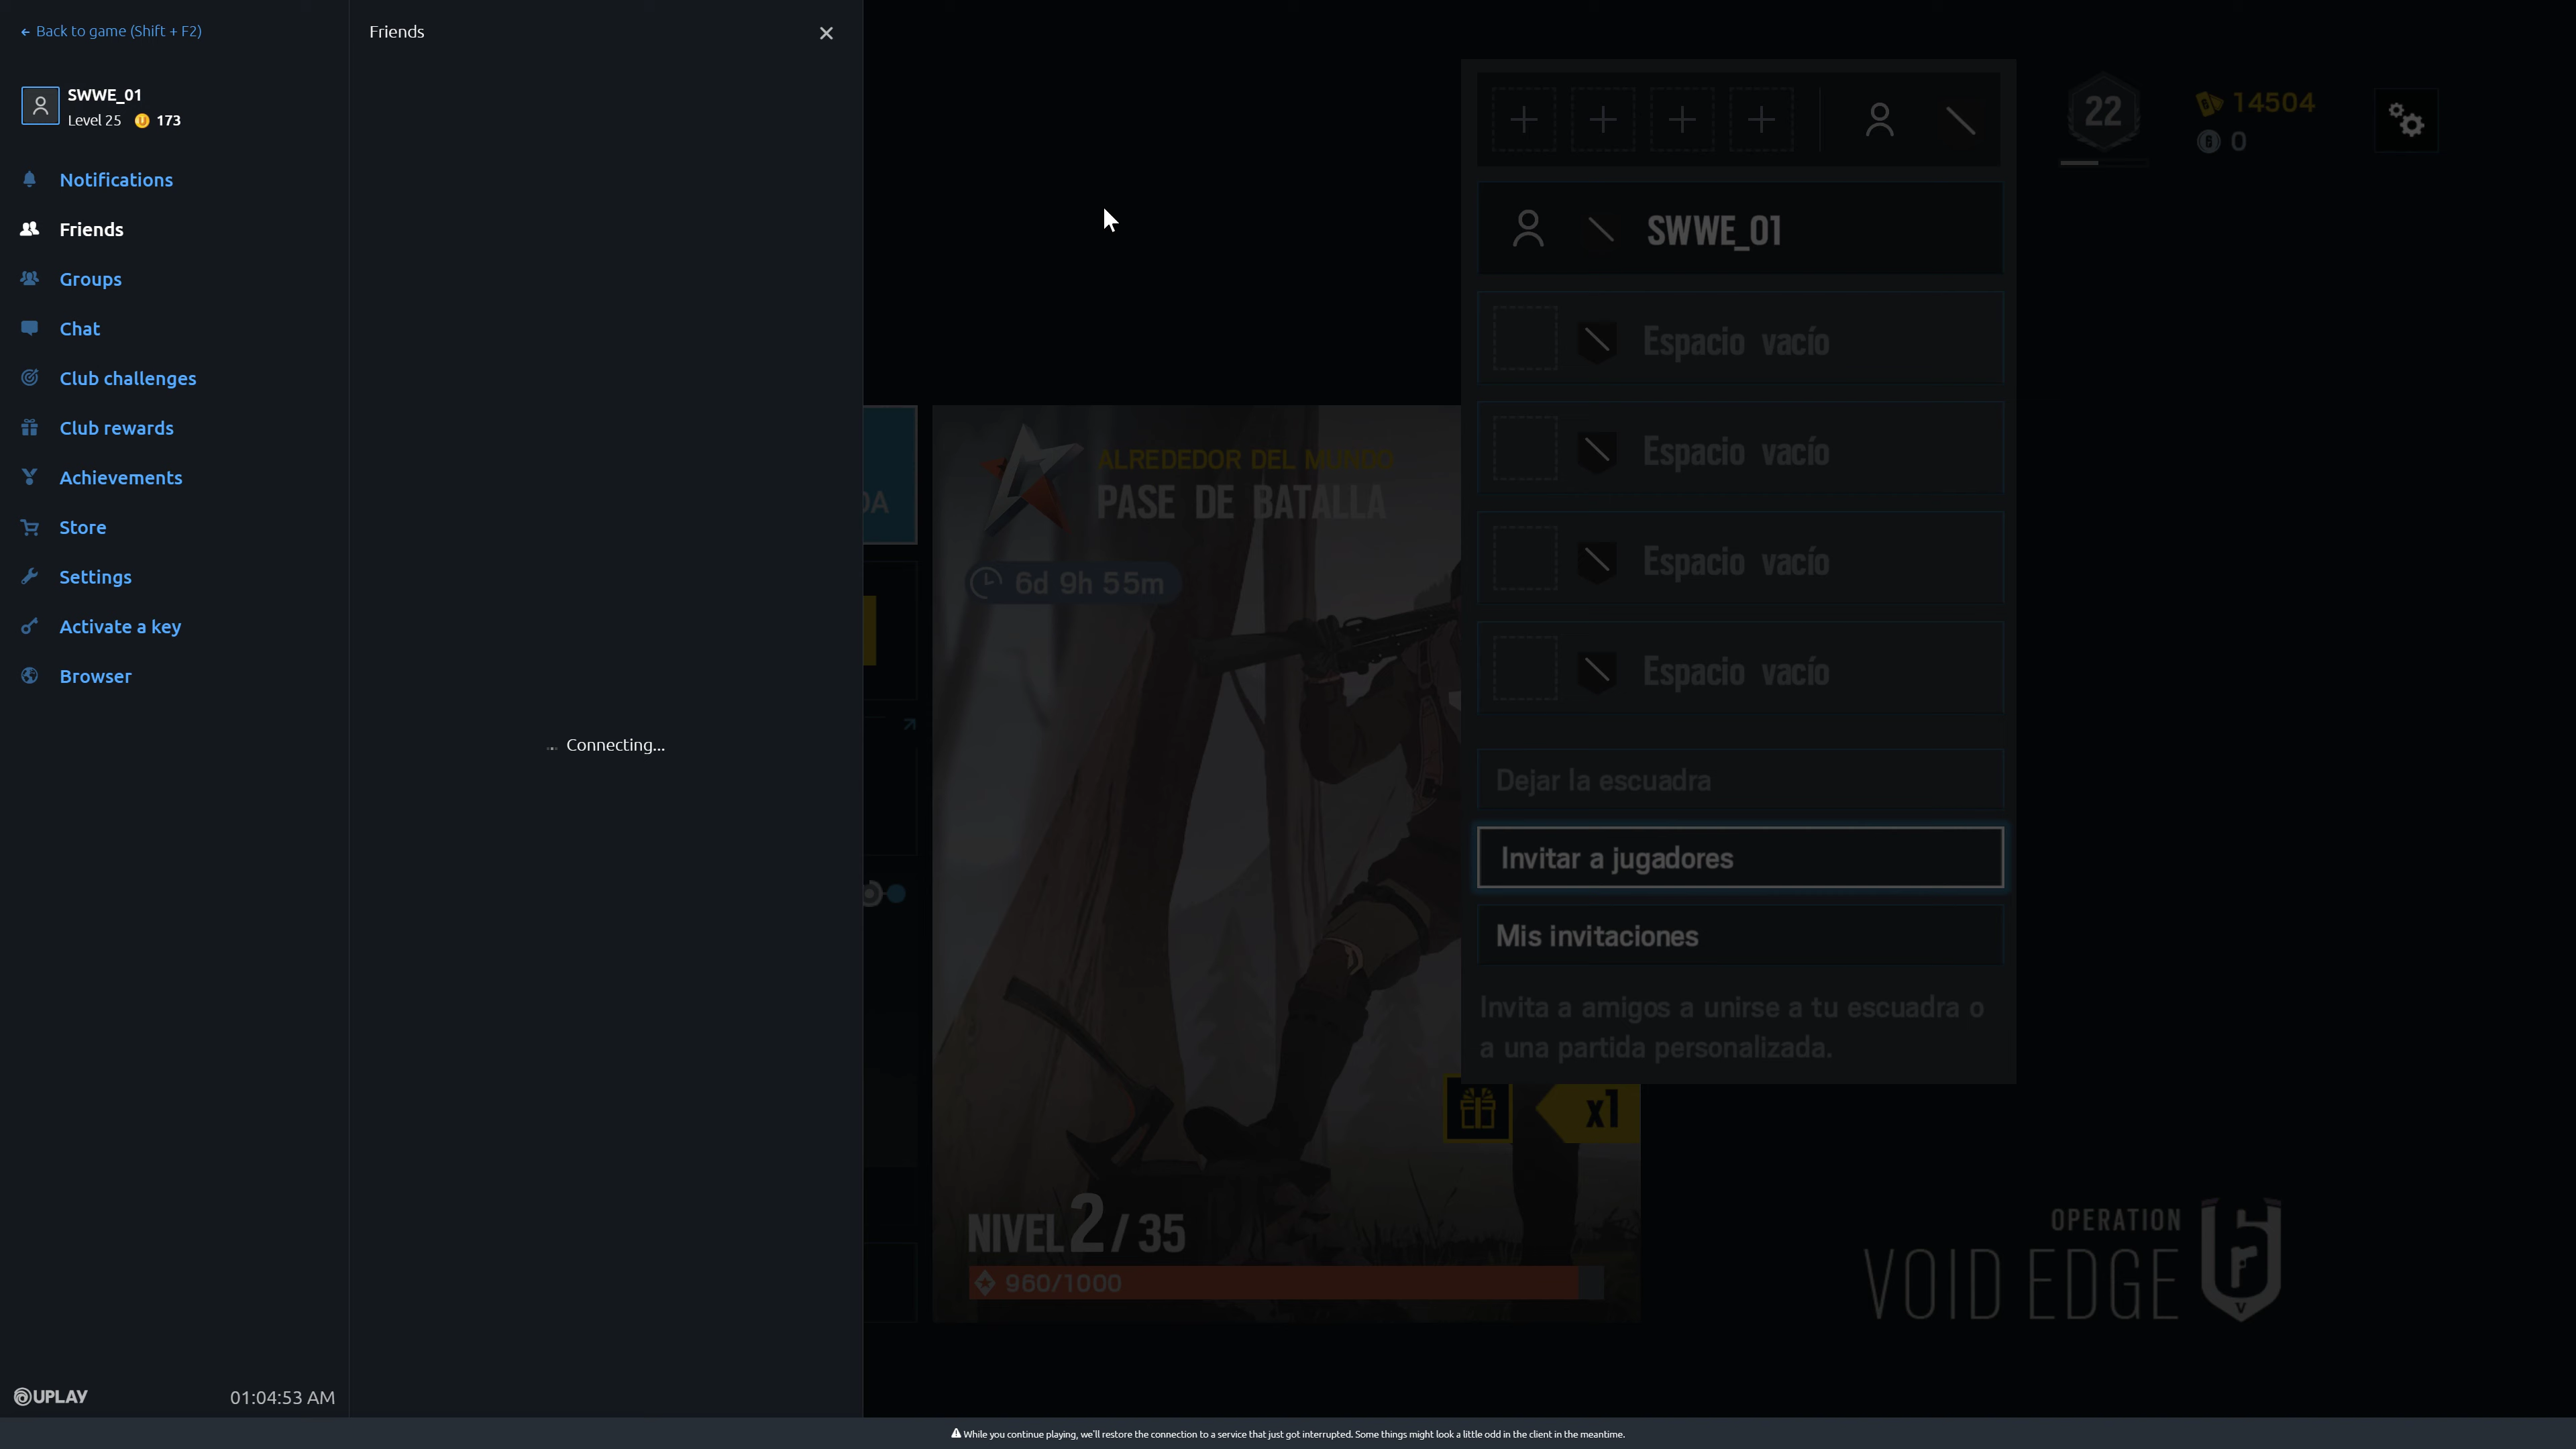 Back to game (Shift + F2)
SWWE_01
Level 25 173
Notifications
Friends
Groups
Chat
Club challenges
Club rewards
Achievements
Store
Settings
Activate a key
Browser
UPLAY
01:04:53 AM
Friends
Connecting...
DA
ALREDEDOR DEL MUNDO
PASE DE BATALLA
6d 9h 55m
x1
NIVEL 2 / 35
960/1000
SWWE_01
Espacio vacío
Espacio vacío
Espacio vacío
Espacio vacío
Dejar la escuadra
Invitar a jugadores
Mis invitaciones
Invita a amigos a unirse a tu escuadra o
a una partida personalizada.
22
14504
0
OPERATION
VOID EDGE
V
While you continue playing, we'll restore the connection to a service that just got interrupted. Some things might look a little odd in the client in the meantime.